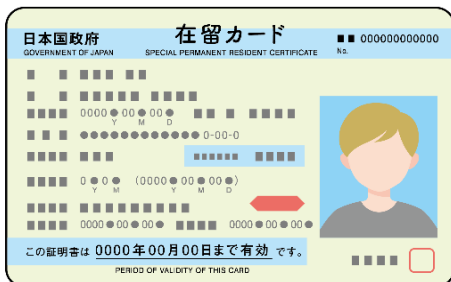 日本国政府 在留カード 000000000000
GOVERNMENT OF JAPAN SPECIAL PERMANENT RESIDENT CERTIFICATE No.
0000 00 00
Y M D
0-00-0
0 0 (0000 00 00)
Y M Y M D
0000 00 00 0000 00 00
この証明書は 0000年00月00日まで有効 です。
PERIOD OF VALIDITY OF THIS CARD